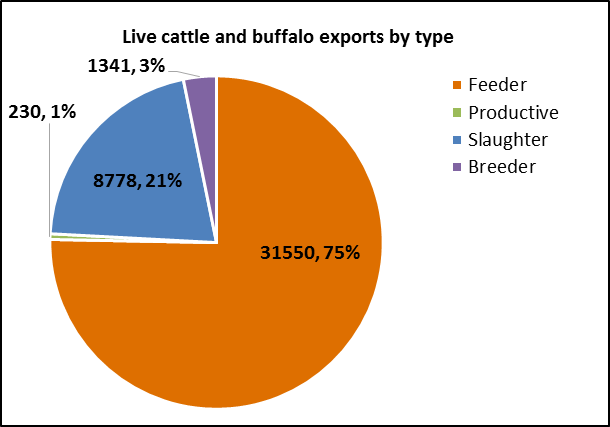 Live cattle and buffalo exports by type
1341, 3%
230, 1%
8778, 21%
31550, 75%
Feeder
Productive
Slaughter
Breeder